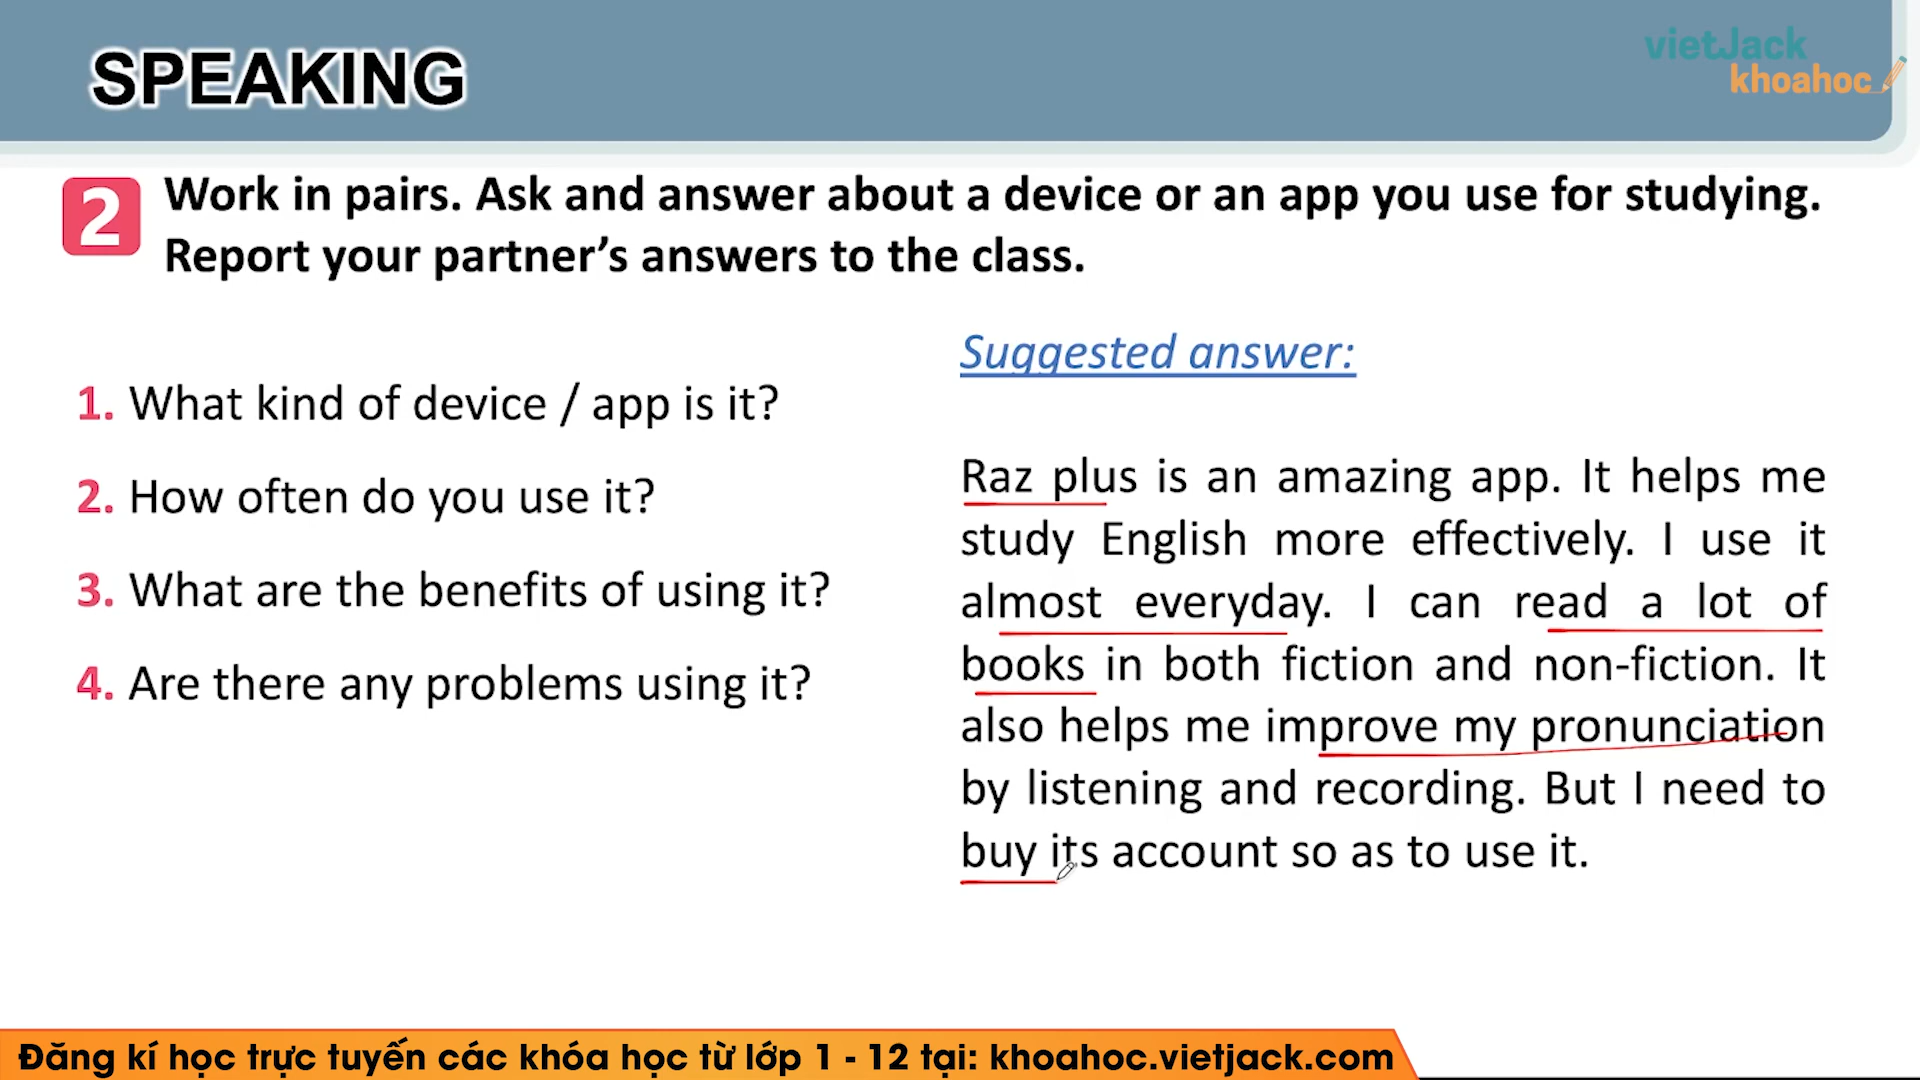 SPEAKING
vietJack
khoahoc
2
Work in pairs. Ask and answer about a device or an app you use for studying.
Report your partner’s answers to the class.
1. What kind of device / app is it?
2. How often do you use it?
3. What are the benefits of using it?
4. Are there any problems using it?
Suggested answer:
Raz plus is an amazing app. It helps me
study English more effectively. I use it
almost everyday. I can read a lot of
books in both fiction and non-fiction. It
also helps me improve my pronunciation
by listening and recording. But I need to
buy its account so as to use it.
Đăng kí học trực tuyến các khóa học từ lớp 1 - 12 tại: khoahoc.vietjack.com